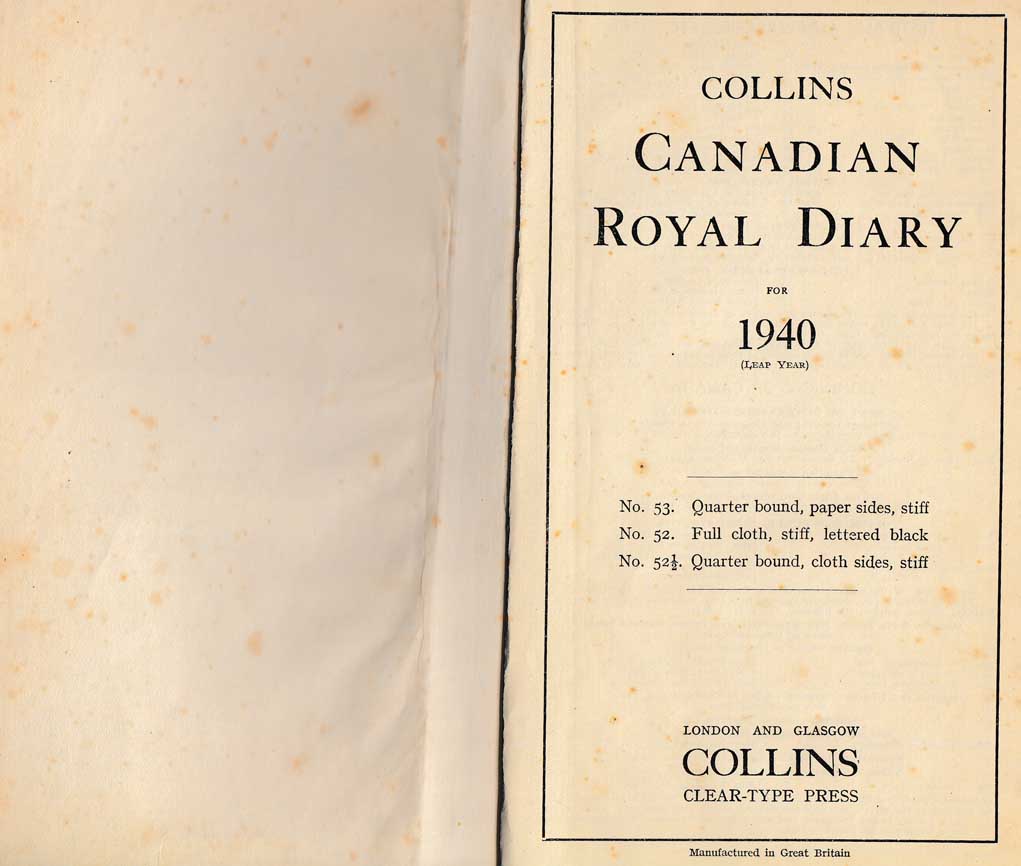 COLLINS
CANADIAN
ROYAL DIARY
FOR
1940
(LEAP YEAR)
No. 53. Quarter bound, paper sides, stiff
No. 52. Full cloth, stiff, lettered black
No. 52½. Quarter bound, cloth sides, stiff
LONDON AND GLASGOW
COLLINS
CLEAR-TYPE PRESS
Manufactured in Great Britain